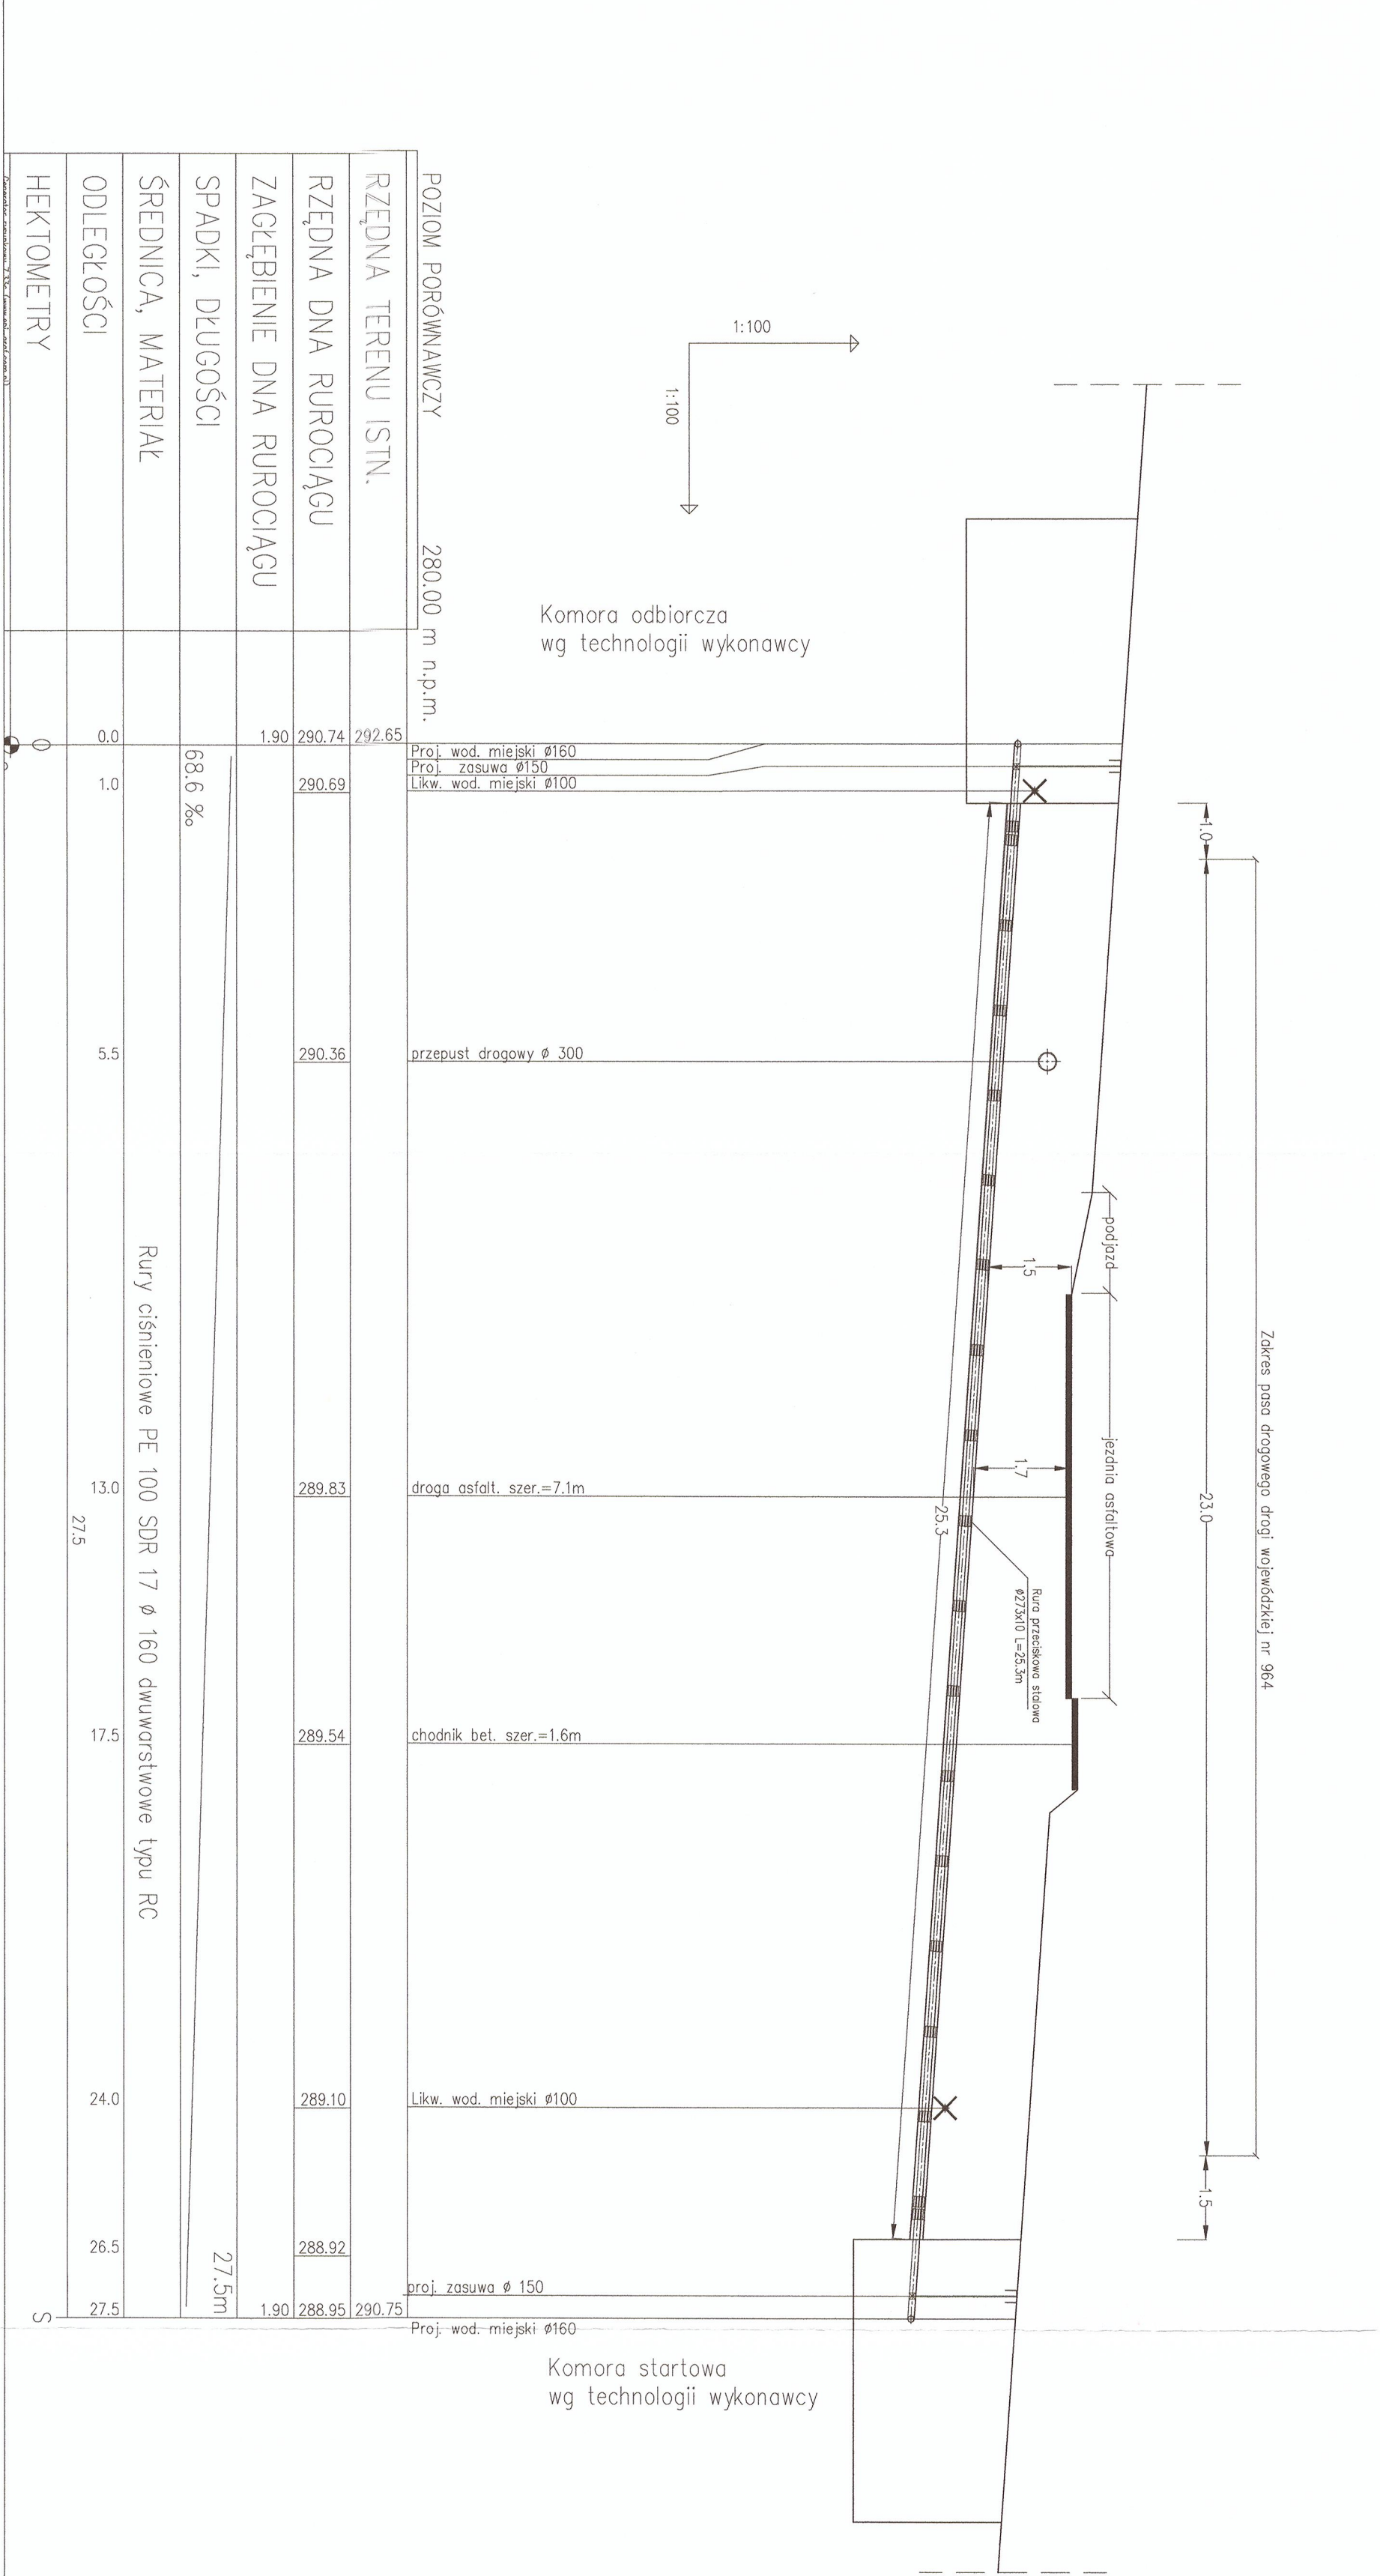 Zakres pasa drogowego drogi wojewódzkiej nr 964
1.0
23.0
1.5
podjazd
jezdnia asfaltowa
1,5
1,7
Rura przeciskowa stalowa
ø273x10 L=25.3m
25.3
1:100
1:100
Komora odbiorcza
wg technologii wykonawcy
Komora startowa
wg technologii wykonawcy
Proj. wod. miejski ø160
Proj. zasuwa ø150
Likw. wod. miejski ø100
przepust drogowy ø 300
droga asfalt. szer.=7.1m
chodnik bet. szer.=1.6m
Likw. wod. miejski ø100
proj. zasuwa ø 150
Proj. wod. miejski ø160
POZIOM PORÓWNAWCZY 280.00 m n.p.m.
RZĘDNA TERENU ISTN. 292.65 290.75
RZĘDNA DNA RUROCIĄGU 290.74 290.69 290.36 289.83 289.54 289.10 288.92 288.95
ZAGŁĘBIENIE DNA RUROCIĄGU 1.90 1.90
SPADKI, DŁUGOŚCI 68.6 ‰ 27.5m
ŚREDNICA, MATERIAŁ Rury ciśnieniowe PE 100 SDR 17 ø 160 dwuwarstwowe typu RC
ODLEGŁOŚCI 0.0 1.0 5.5 13.0 17.5 24.0 26.5 27.5
27.5
HEKTOMETRY 0 S